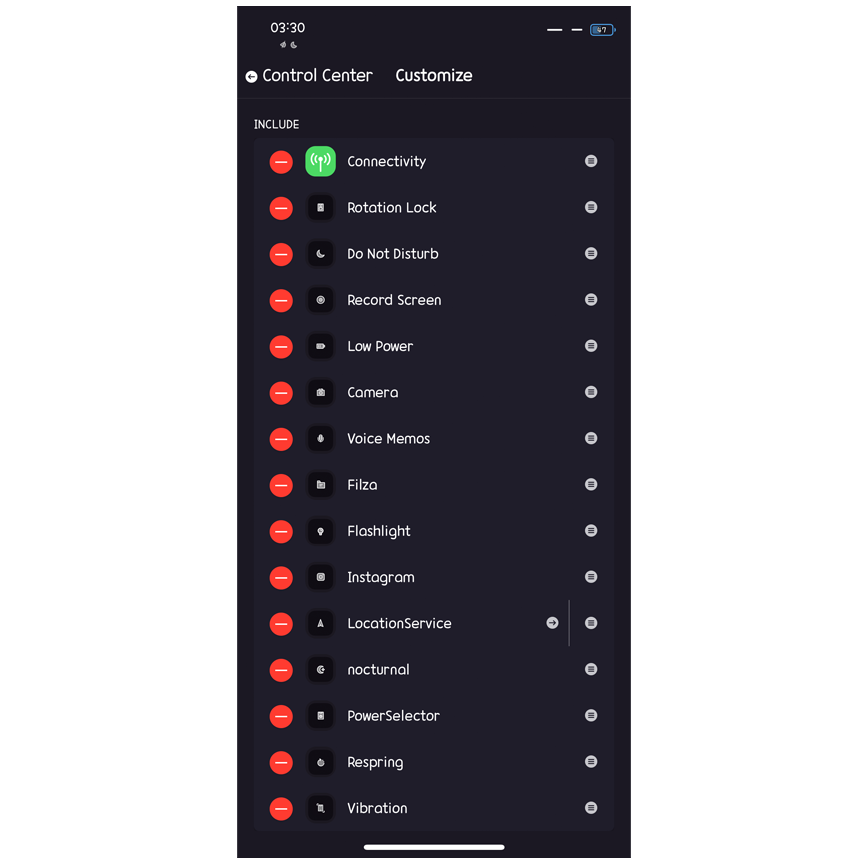 03:30
47
Control Center Customize
INCLUDE
Connectivity
Rotation Lock
Do Not Disturb
Record Screen
Low Power
Camera
Voice Memos
Filza
Flashlight
Instagram
LocationService
nocturnal
PowerSelector
Respring
Vibration